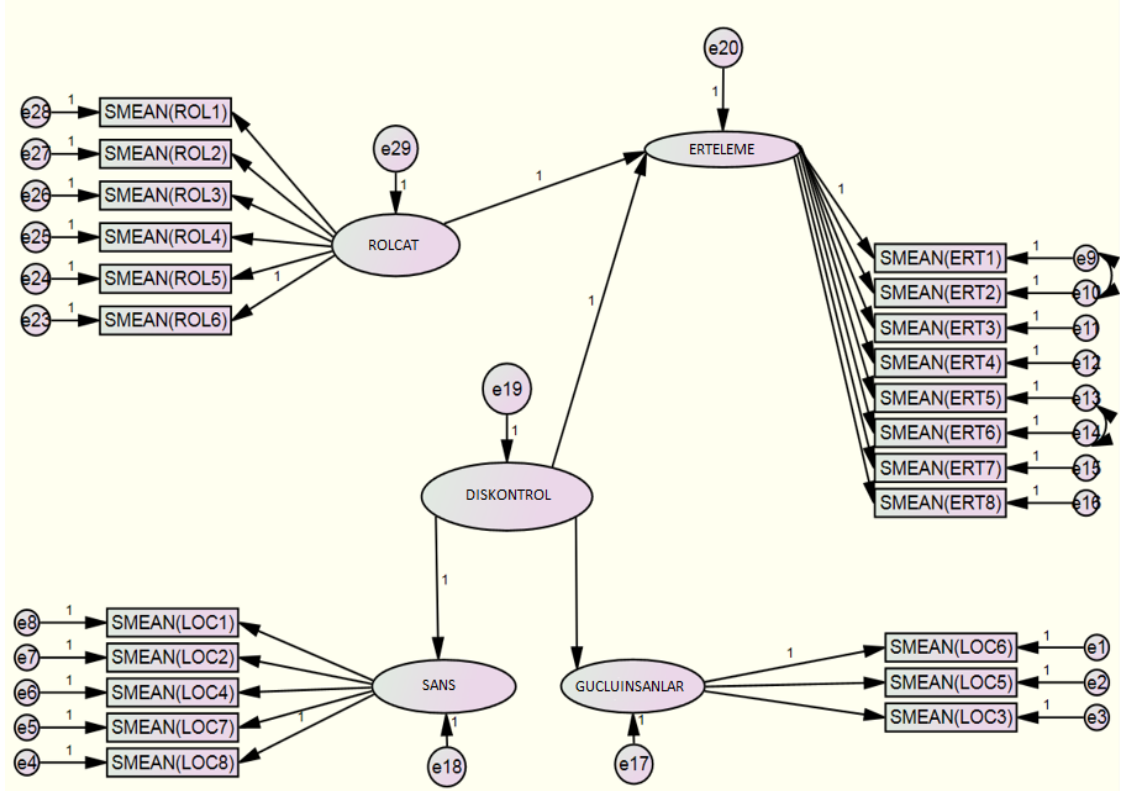 e20
1
ERTELEME
e28 1 SMEAN(ROL1)
e27 1 SMEAN(ROL2)
e26 1 SMEAN(ROL3)
e25 1 SMEAN(ROL4)
e24 1 SMEAN(ROL5)
e23 1 SMEAN(ROL6)
1
e29
1
ROLCAT
1
1
1
SMEAN(ERT1) 1 e9
SMEAN(ERT2) 1 e10
SMEAN(ERT3) 1 e11
SMEAN(ERT4) 1 e12
SMEAN(ERT5) 1 e13
SMEAN(ERT6) 1 e14
SMEAN(ERT7) 1 e15
SMEAN(ERT8) 1 e16
e19
1
DISKONTROL
1
e8 1 SMEAN(LOC1)
e7 1 SMEAN(LOC2)
e6 1 SMEAN(LOC4)
e5 1 SMEAN(LOC7)
e4 1 SMEAN(LOC8)
1
SANS
1
e18
GUCLUINSANLAR
1
e17
1
SMEAN(LOC6) 1 e1
SMEAN(LOC5) 1 e2
SMEAN(LOC3) 1 e3